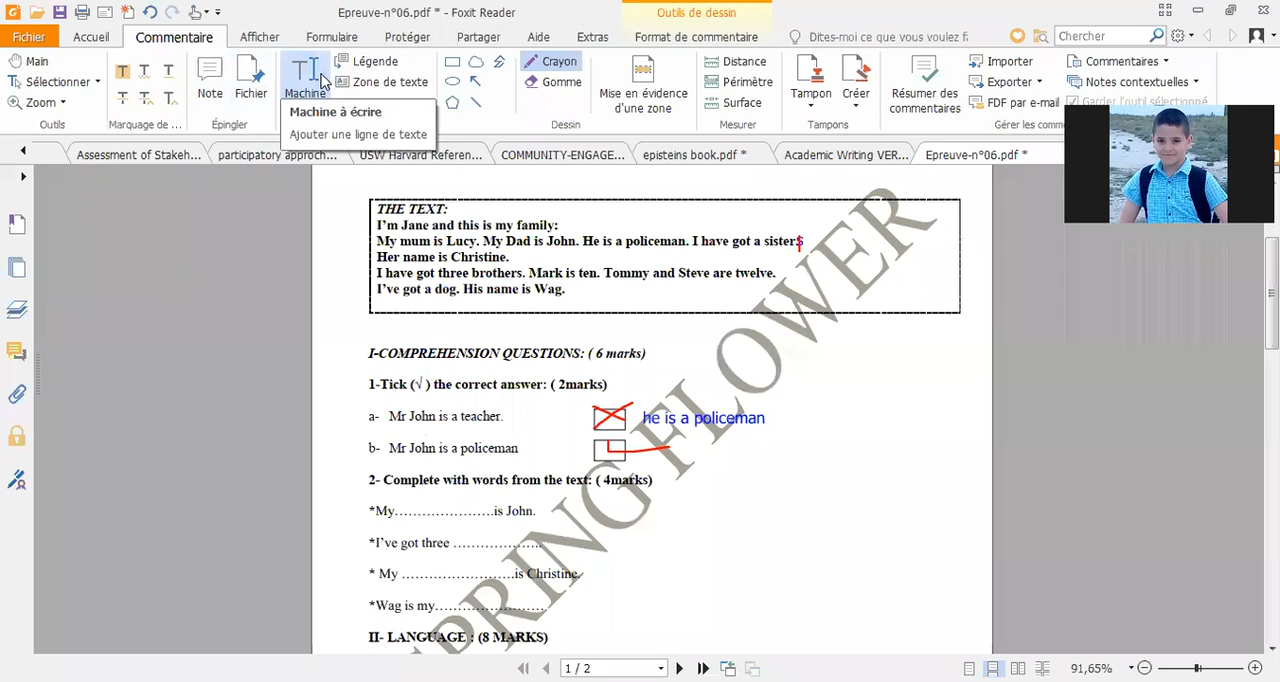 Epreuve-n°06.pdf * - Foxit Reader
Outils de dessin
Fichier
Accueil
Commentaire
Afficher
Formulaire
Protéger
Partager
Aide
Extras
Format de commentaire
Dites-moi ce que vous voulez fa
Chercher
Main
Sélectionner
Zoom
Outils
Marquage de ...
Note
Fichier
Épingler
Machine
Légende
Zone de texte
Machine à écrire
Ajouter une ligne de texte
Crayon
Gomme
Dessin
Mise en évidence
d'une zone
Distance
Périmètre
Surface
Mesurer
Tampon
Créer
Tampons
Résumer des
commentaires
Importer
Exporter
FDF par e-mail
Commentaires
Notes contextuelles
Garder l'outil sélectionné
Gérer les comm
Assessment of Stakeh...
participatory approch...
USW Harvard Referen...
COMMUNITY-ENGAGE...
epsteins book.pdf *
Academic Writing VER...
Epreuve-n°06.pdf *
THE TEXT:
I'm Jane and this is my family:
My mum is Lucy. My Dad is John. He is a policeman. I have got a sister.
Her name is Christine.
I have got three brothers. Mark is ten. Tommy and Steve are twelve.
I've got a dog. His name is Wag.
I-COMPREHENSION QUESTIONS: ( 6 marks)
1-Tick (√ ) the correct answer: ( 2marks)
a- Mr John is a teacher.
he is a policeman
b- Mr John is a policeman
2- Complete with words from the text: ( 4marks)
*My………………….is John.
*I've got three ………………..
* My …………………….is Christine.
*Wag is my………………….
II- LANGUAGE : (8 MARKS)
SPRING FLOWER
1 / 2
91,65%